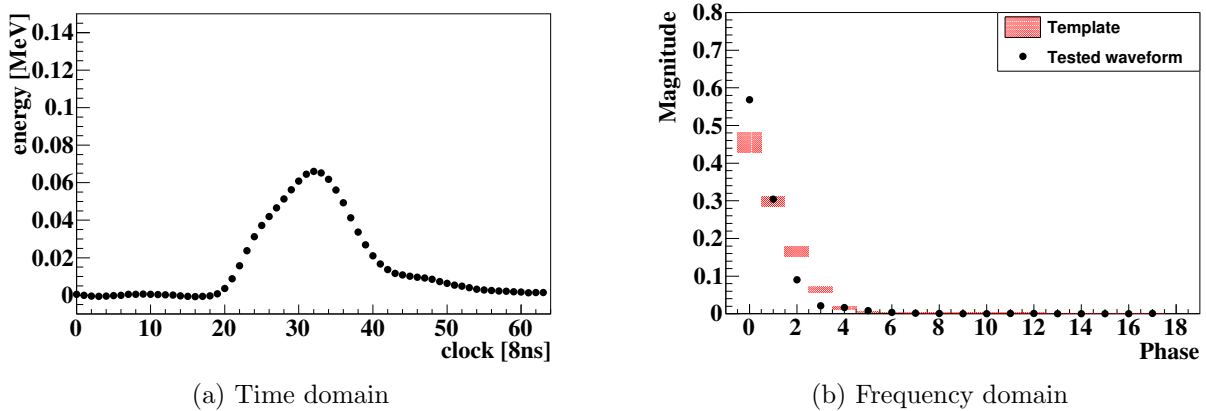 energy [MeV]
0.14
0.12
0.1
0.08
0.06
0.04
0.02
0
0 10 20 30 40 50 60
clock [8ns]
(a) Time domain
Magnitude
0.8
0.7
0.6
0.5
0.4
0.3
0.2
0.1
0
0 2 4 6 8 10 12 14 16 18
Phase
Template
Tested waveform
(b) Frequency domain